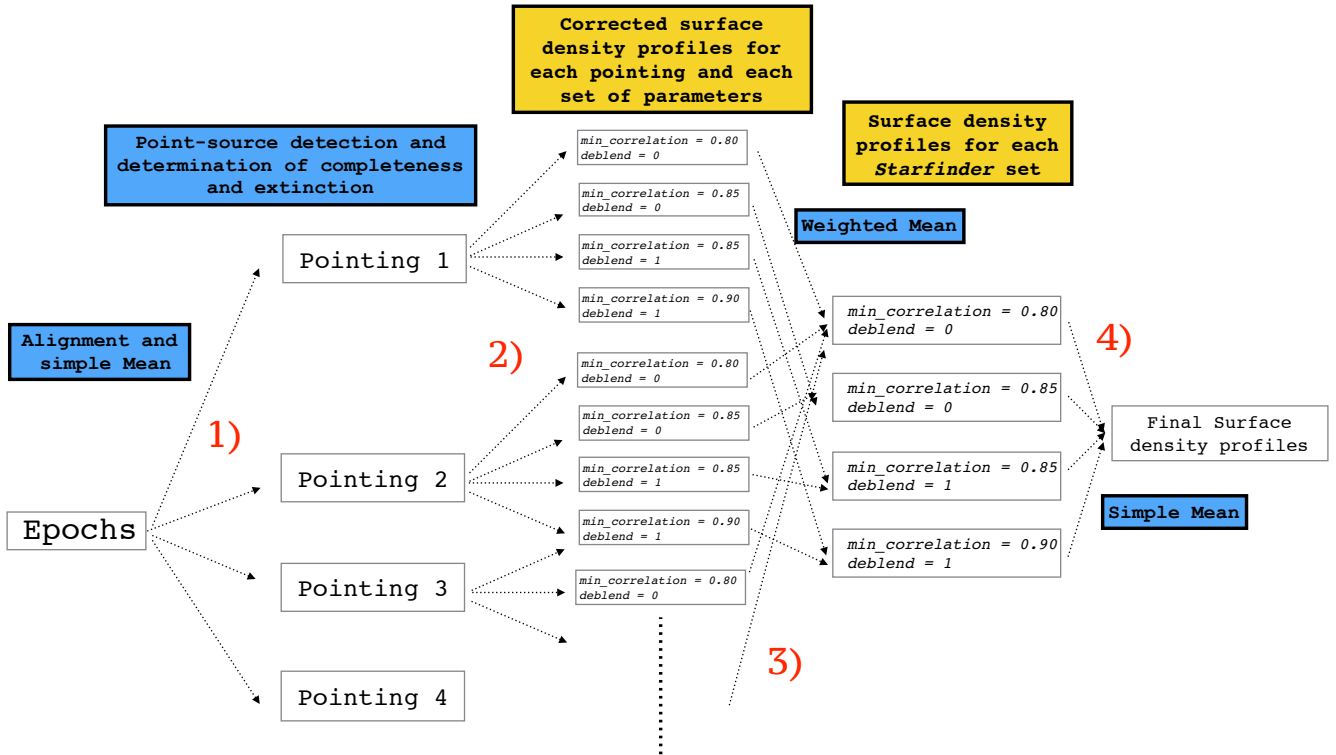 Corrected surface
density profiles for
each pointing and each
set of parameters
Point-source detection and
determination of completeness
and extinction
Surface density
profiles for each
Starfinder set
Alignment and
simple Mean
Weighted Mean
Simple Mean
1)
2)
3)
4)
Epochs
Pointing 1
Pointing 2
Pointing 3
Pointing 4
min_correlation = 0.80
deblend = 0
min_correlation = 0.85
deblend = 0
min_correlation = 0.85
deblend = 1
min_correlation = 0.90
deblend = 1
min_correlation = 0.80
deblend = 0
min_correlation = 0.85
deblend = 0
min_correlation = 0.85
deblend = 1
min_correlation = 0.90
deblend = 1
min_correlation = 0.80
deblend = 0
min_correlation = 0.80
deblend = 0
min_correlation = 0.85
deblend = 0
min_correlation = 0.85
deblend = 1
min_correlation = 0.90
deblend = 1
Final Surface
density profiles